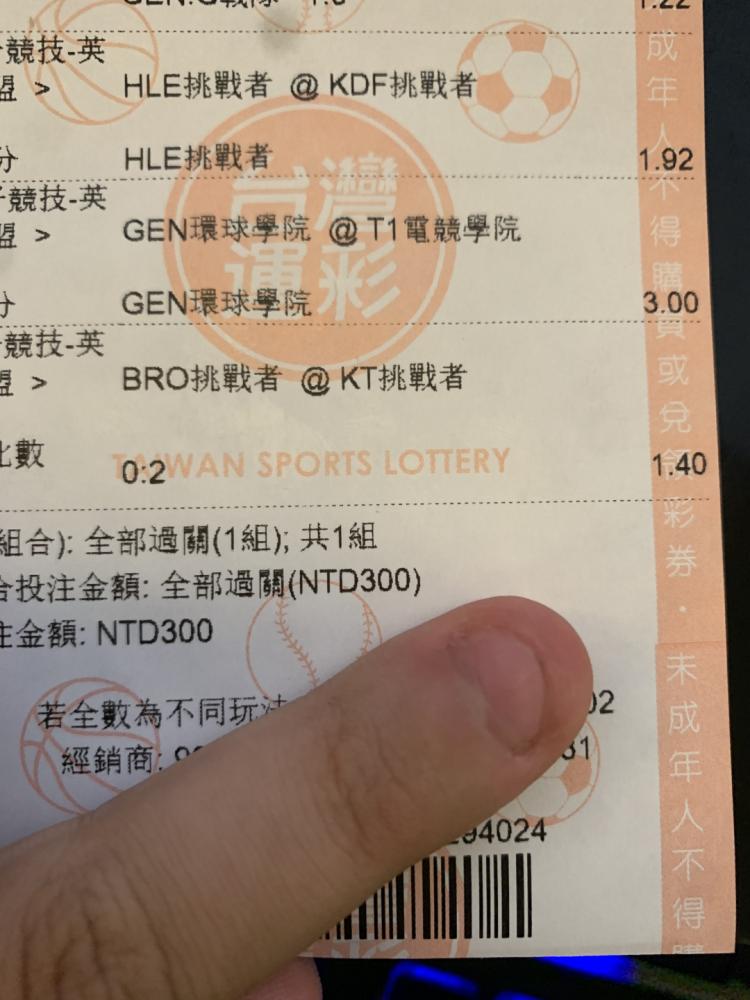 競技-英
盟 > HLE挑戰者 @ KDF挑戰者
分 HLE挑戰者 1.92
競技-英
盟 > GEN環球學院 @ T1電競學院
分 GEN環球學院 3.00
競技-英
盟 > BRO挑戰者 @ KT挑戰者
比數 0:2 1.40
組合): 全部過關(1組); 共1組
合投注金額: 全部過關(NTD300)
注金額: NTD300
若全數為不同玩法
02
經銷商: 9
31
94024
台灣
運彩
TAIWAN SPORTS LOTTERY
成年人不得購買或兌領彩券．未成年人不得購